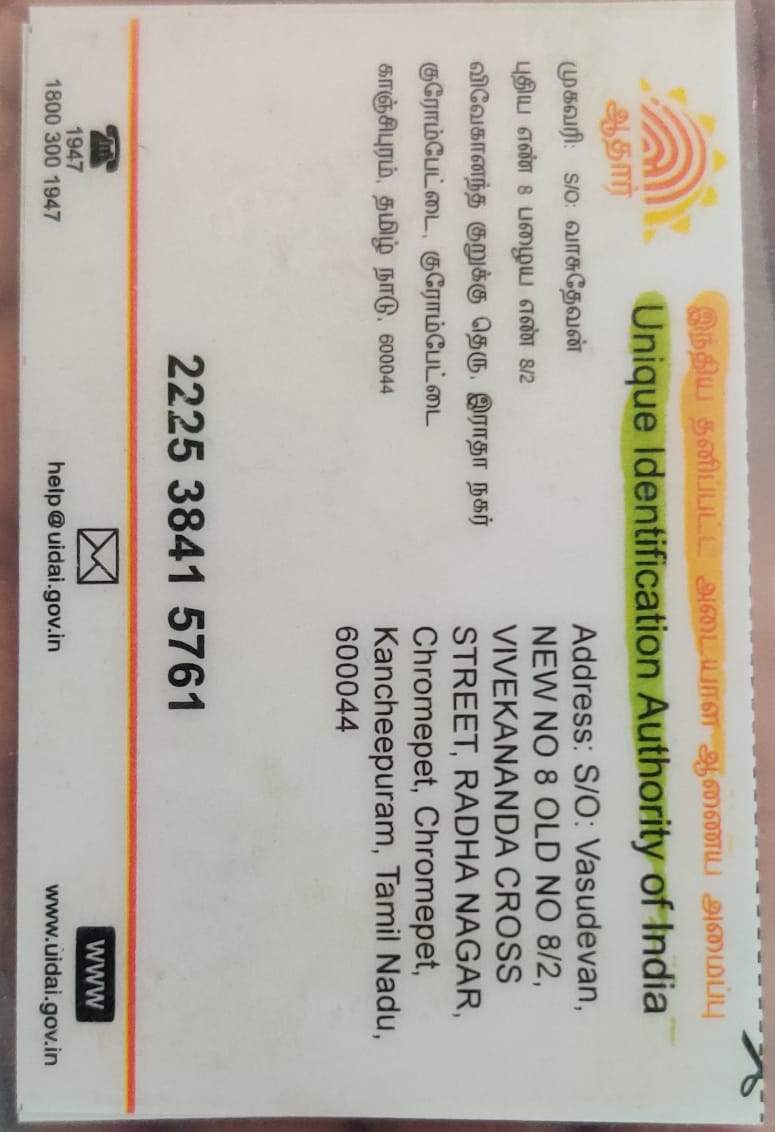 இந்திய தனிப்பட்ட அடையாள ஆணைய அமைப்பு
Unique Identification Authority of India
ஆதார்
முகவரி: S/O: வாசுதேவன்
புதிய எண் 8 பழைய எண் 8/2
விவேகானந்த குறுக்கு தெரு, இராதா நகர்
குரோம்பேட்டை, குரோம்பேட்டை
காஞ்சிபுரம், தமிழ் நாடு, 600044
Address: S/O: Vasudevan,
NEW NO 8 OLD NO 8/2,
VIVEKANANDA CROSS
STREET, RADHA NAGAR,
Chromepet, Chromepet,
Kancheepuram, Tamil Nadu,
600044
2225 3841 5761
1947
1800 300 1947
help@uidai.gov.in
WWW
www.uidai.gov.in